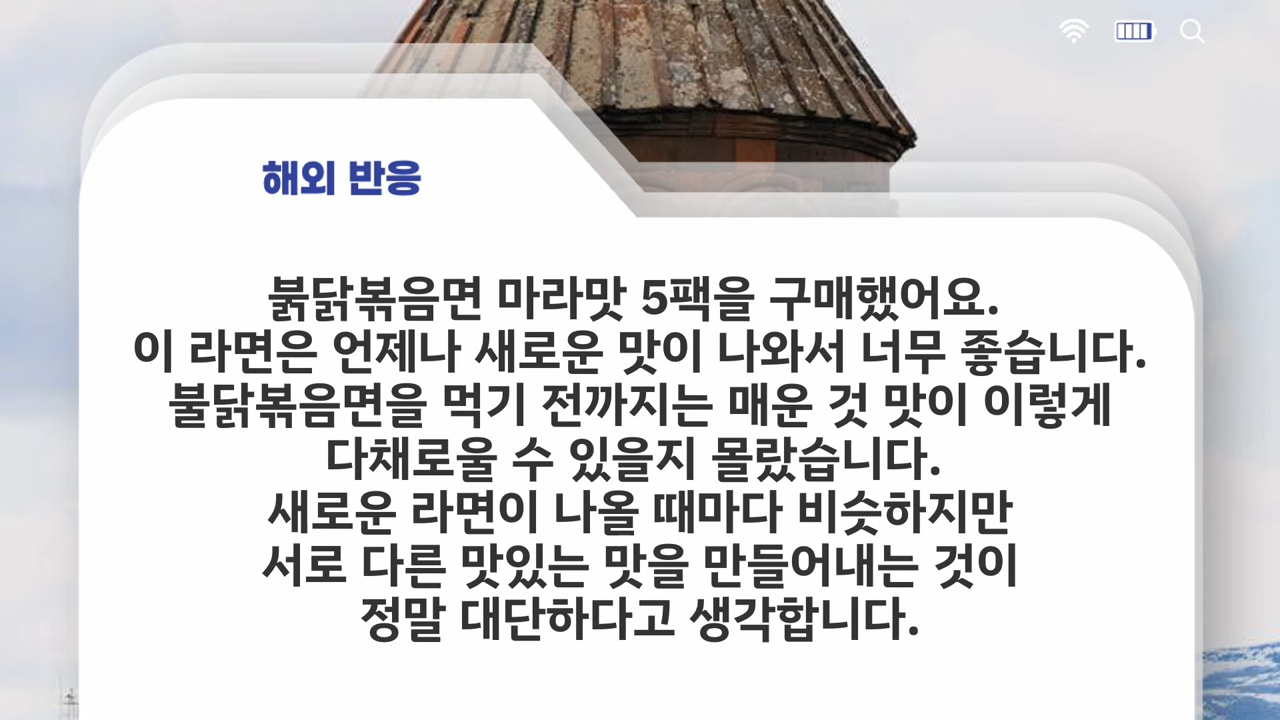 해외 반응
붉닭볶음면 마라맛 5팩을 구매했어요.
이 라면은 언제나 새로운 맛이 나와서 너무 좋습니다.
불닭볶음면을 먹기 전까지는 매운 것 맛이 이렇게
다채로울 수 있을지 몰랐습니다.
새로운 라면이 나올 때마다 비슷하지만
서로 다른 맛있는 맛을 만들어내는 것이
정말 대단하다고 생각합니다.